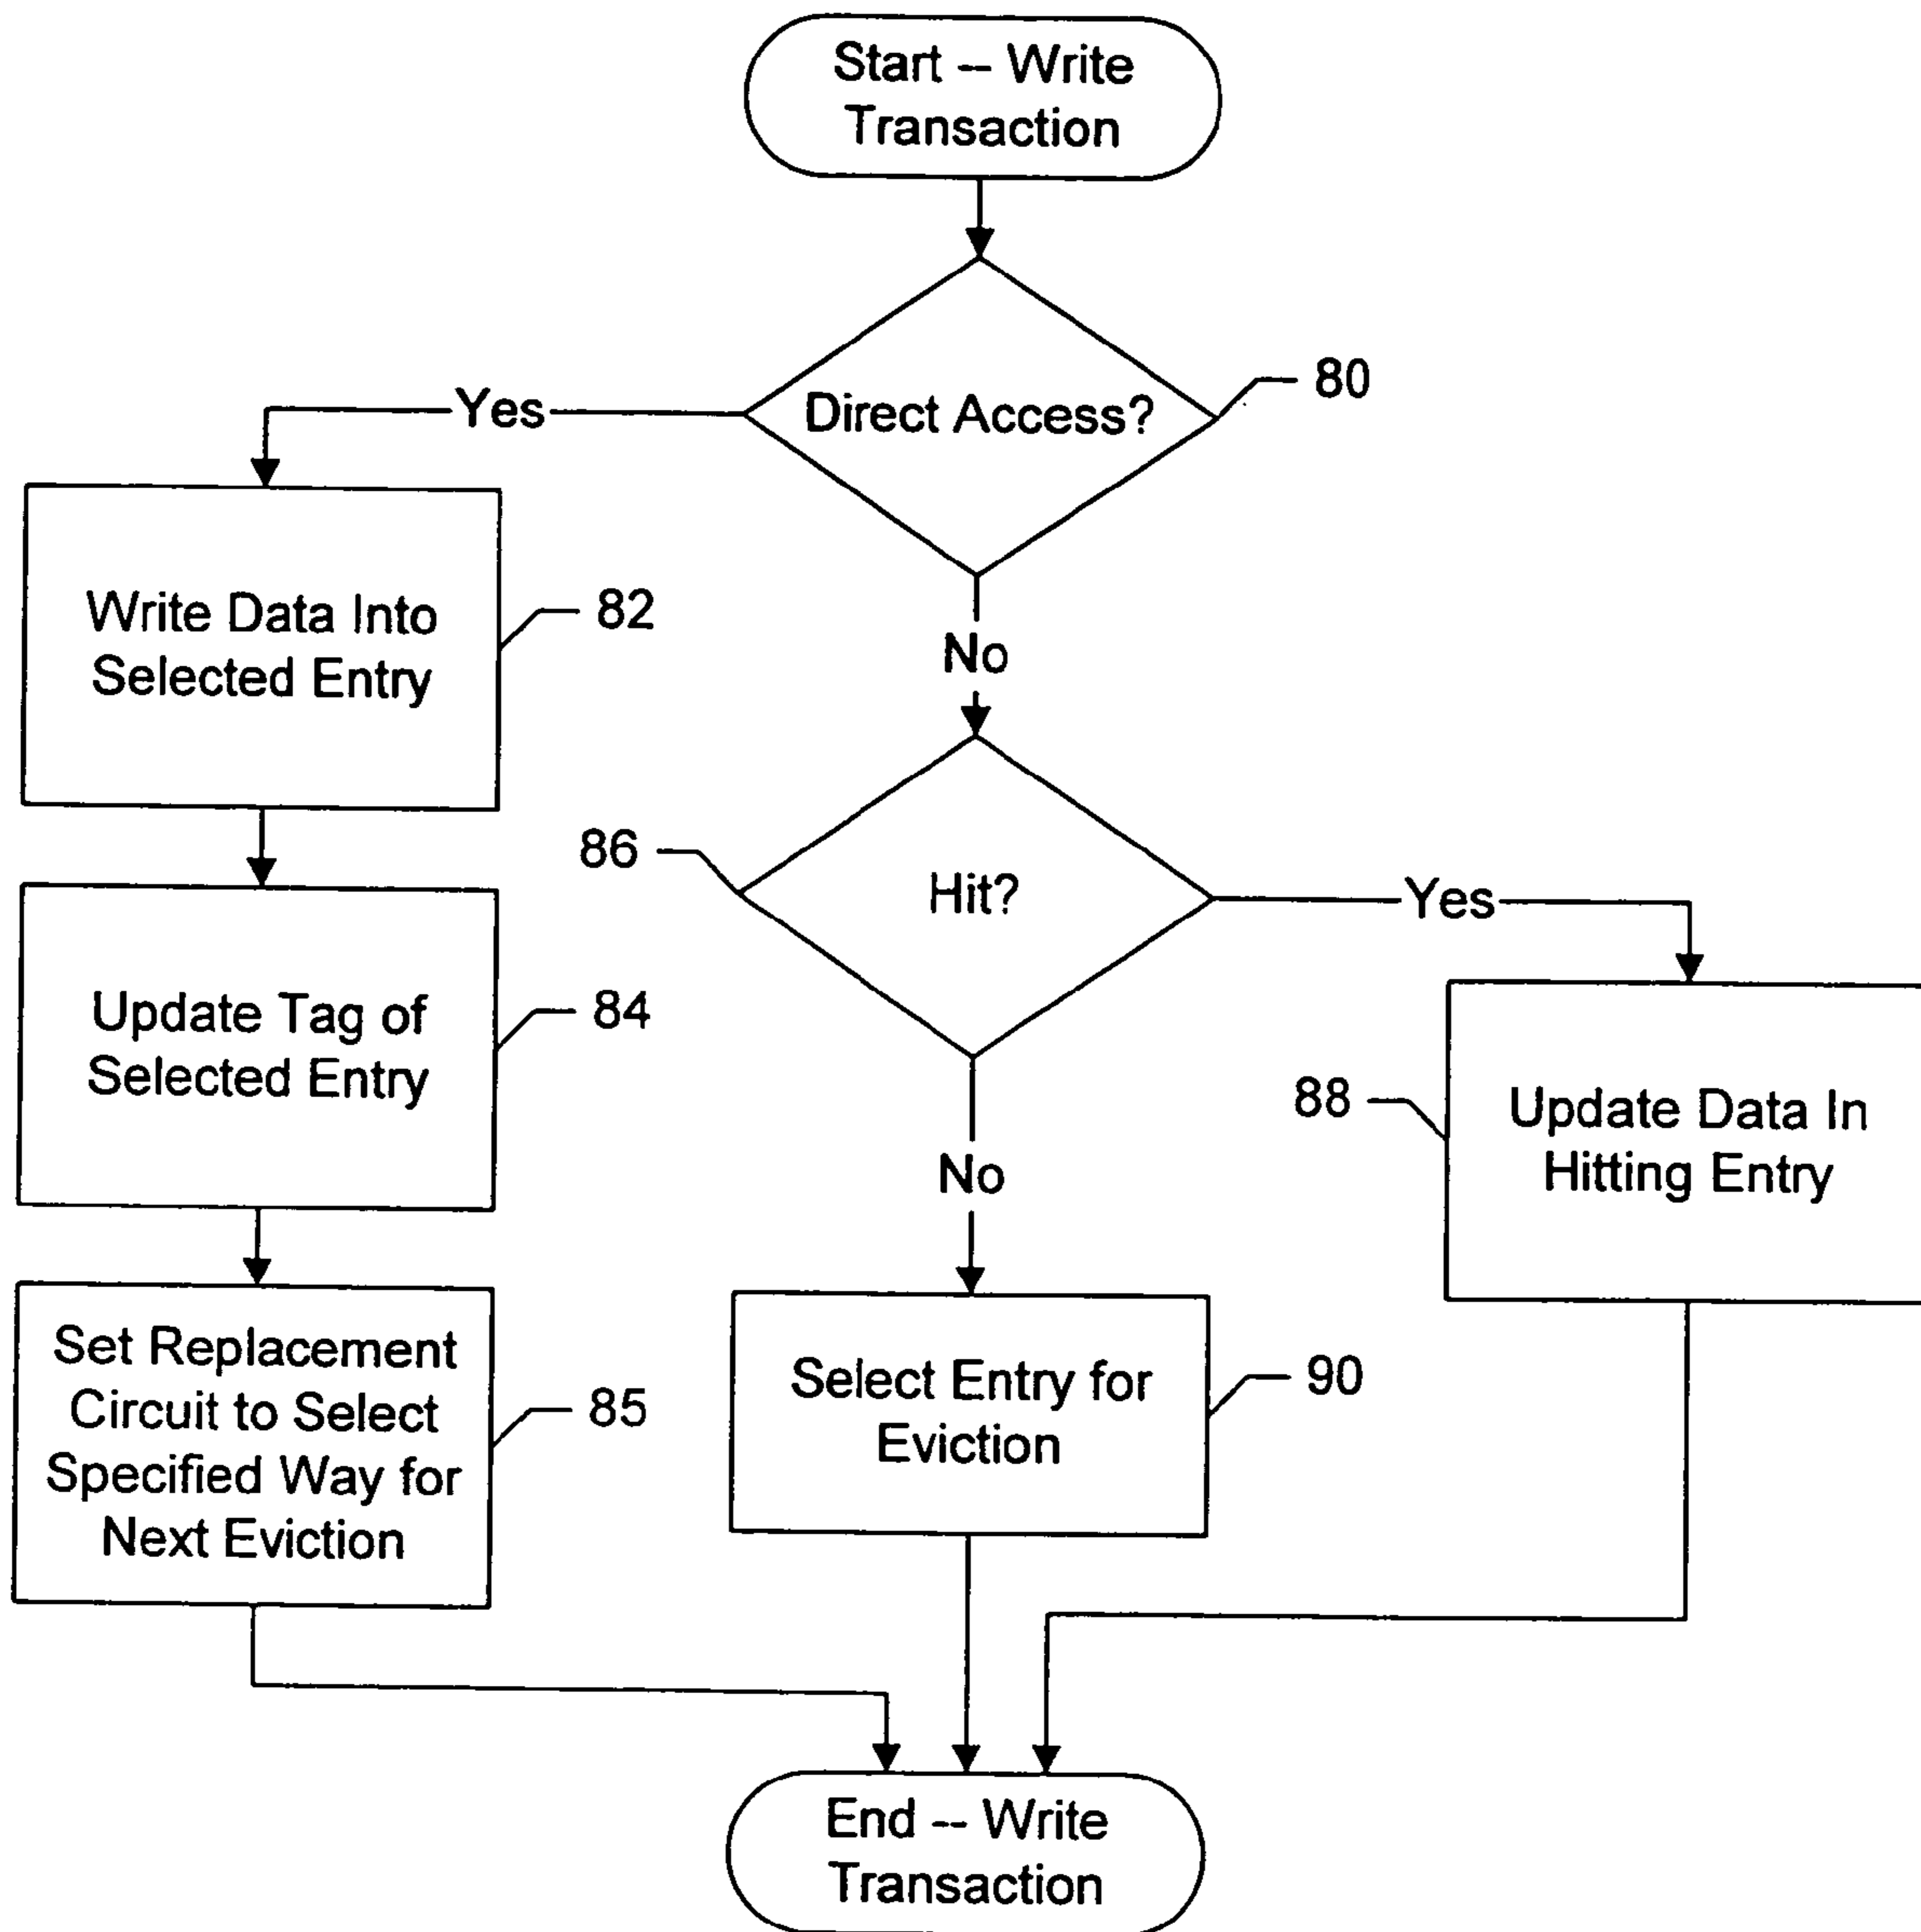 Start -- Write
Transaction
Direct Access?
80
Yes
No
Write Data Into
Selected Entry
82
86
Hit?
Yes
Update Tag of
Selected Entry
84
88
Update Data In
Hitting Entry
No
Set Replacement
Circuit to Select
Specified Way for
Next Eviction
85
Select Entry for
Eviction
90
End -- Write
Transaction